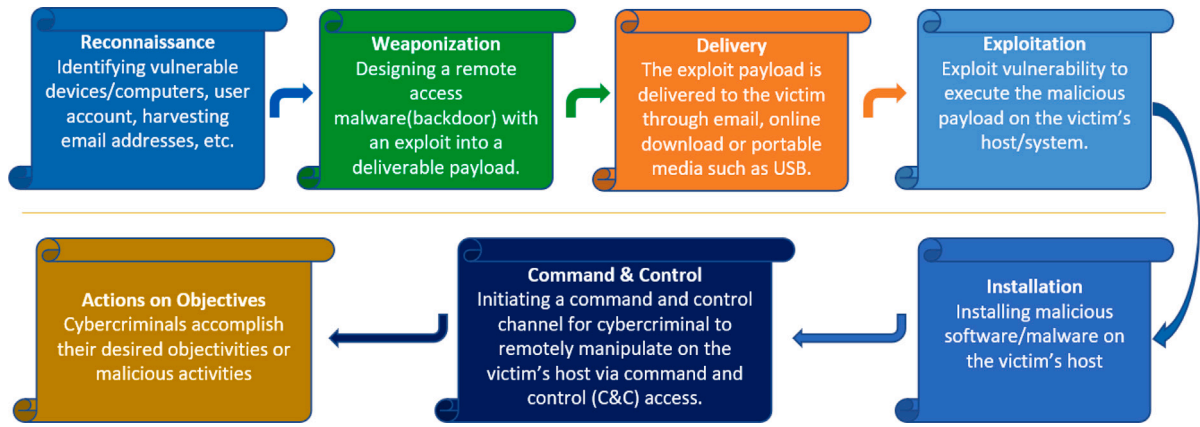 Reconnaissance
Identifying vulnerable
devices/computers, user
account, harvesting
email addresses, etc.
Weaponization
Designing a remote
access
malware(backdoor) with
an exploit into a
deliverable payload.
Delivery
The exploit payload is
delivered to the victim
through email, online
download or portable
media such as USB.
Exploitation
Exploit vulnerability to
execute the malicious
payload on the victim's
host/system.
Installation
Installing malicious
software/malware on
the victim's host
Command & Control
Initiating a command and control
channel for cybercriminal to
remotely manipulate on the
victim's host via command and
control (C&C) access.
Actions on Objectives
Cybercriminals accomplish
their desired objectivities or
malicious activities